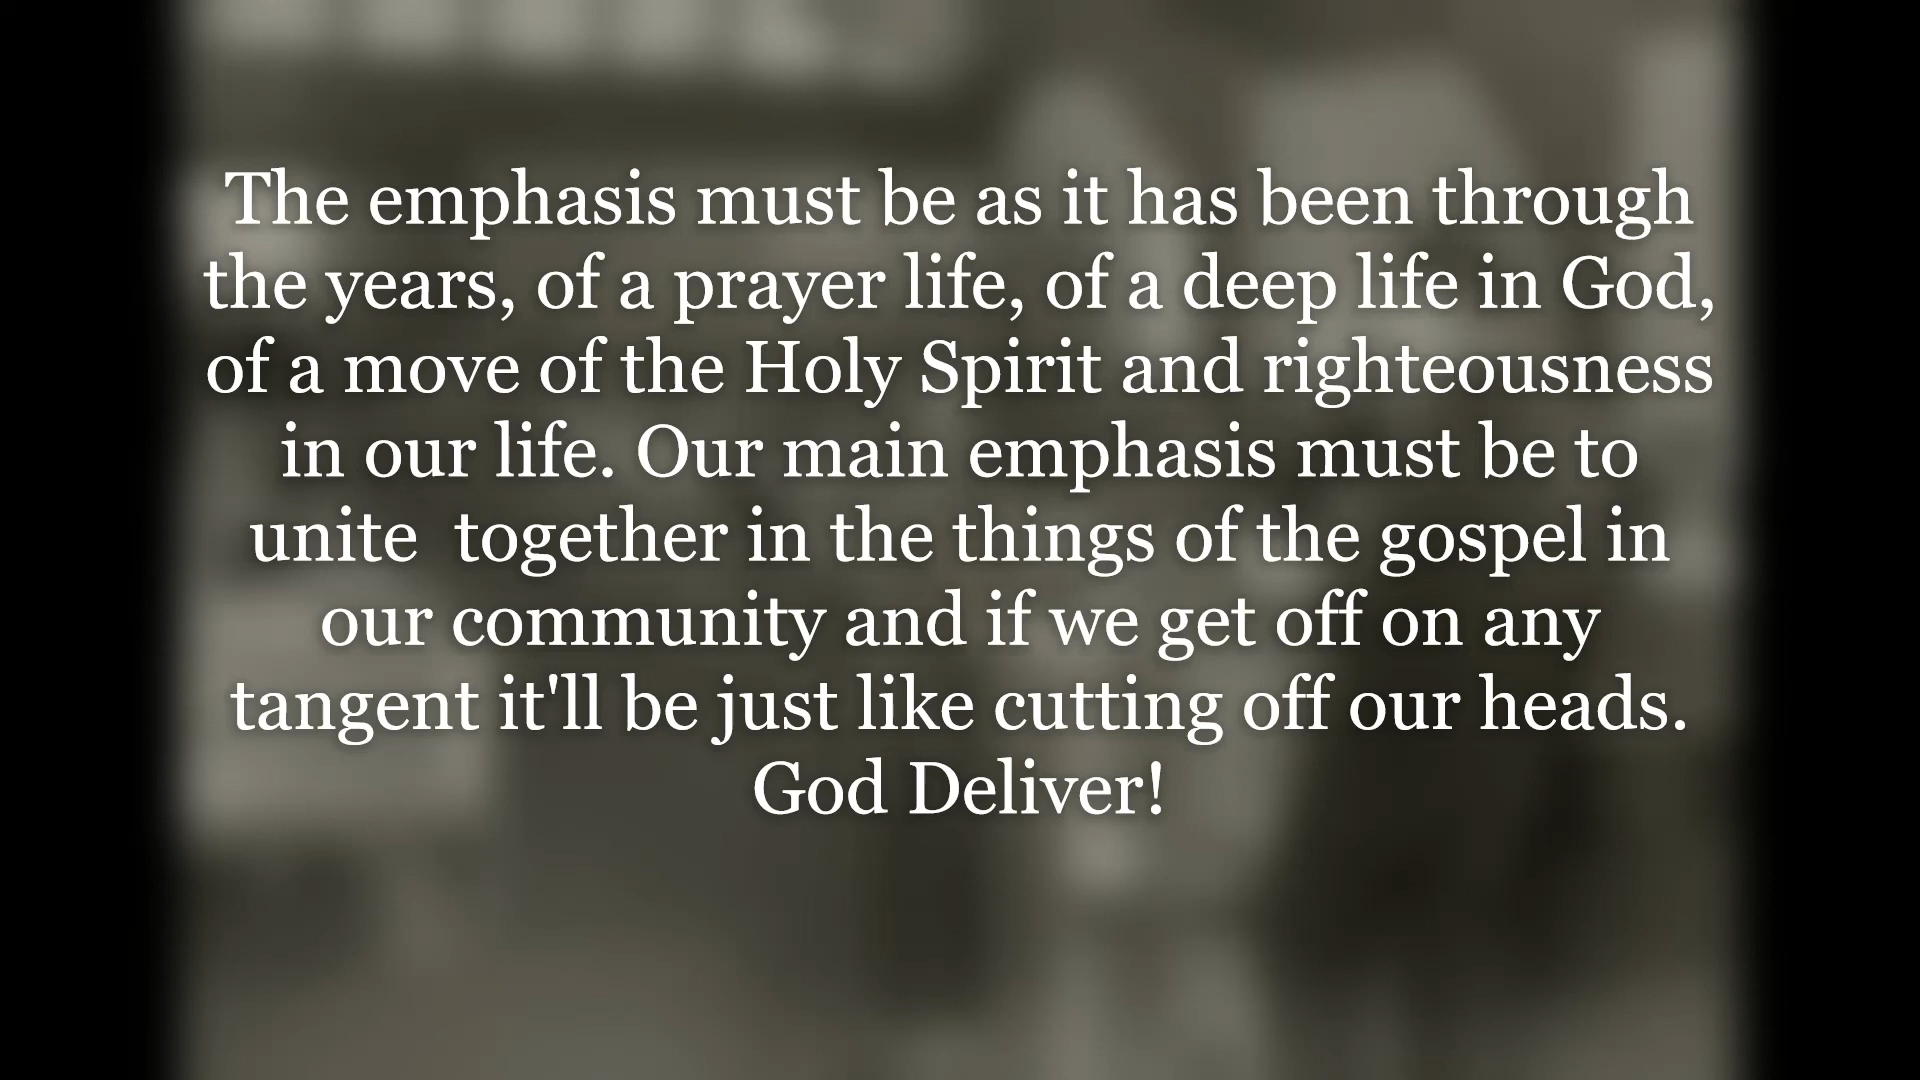 The emphasis must be as it has been through
the years, of a prayer life, of a deep life in God,
of a move of the Holy Spirit and righteousness
in our life. Our main emphasis must be to
unite  together in the things of the gospel in
our community and if we get off on any
tangent it'll be just like cutting off our heads.
God Deliver!